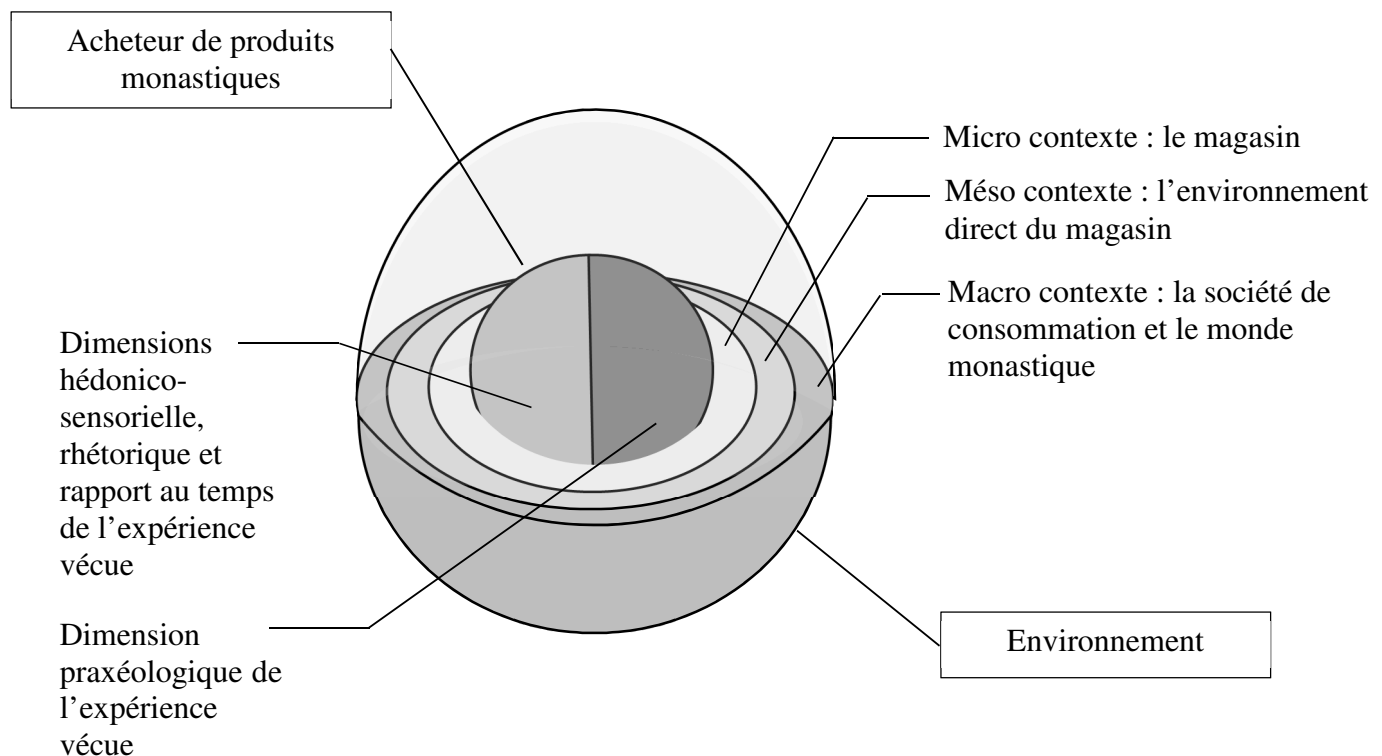 Acheteur de produits
monastiques
Micro contexte : le magasin
Méso contexte : l’environnement
direct du magasin
Macro contexte : la société de
consommation et le monde
monastique
Dimensions
hédonico-
sensorielle,
rhétorique et
rapport au temps
de l’expérience
vécue
Dimension
praxéologique de
l’expérience
vécue
Environnement